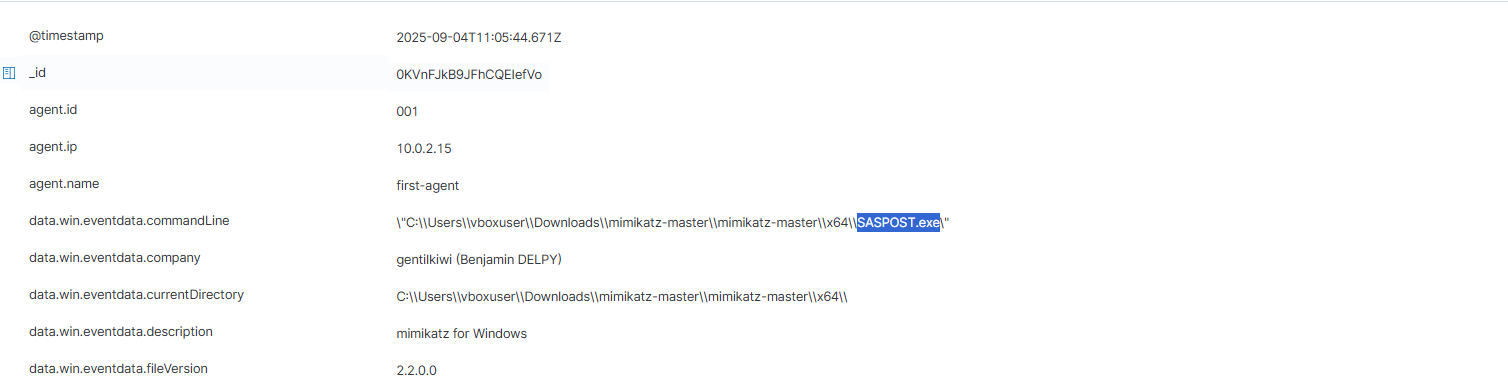 @timestamp 2025-09-04T11:05:44.671Z
_id 0KVnFJkB9JFhCQEIefVo
agent.id 001
agent.ip 10.0.2.15
agent.name first-agent
data.win.eventdata.commandLine \"C:\\Users\\vboxuser\\Downloads\\mimikatz-master\\mimikatz-master\\x64\\SASPOST.exe\"
data.win.eventdata.company gentilkiwi (Benjamin DELPY)
data.win.eventdata.currentDirectory C:\\Users\\vboxuser\\Downloads\\mimikatz-master\\mimikatz-master\\x64\\
data.win.eventdata.description mimikatz for Windows
data.win.eventdata.fileVersion 2.2.0.0